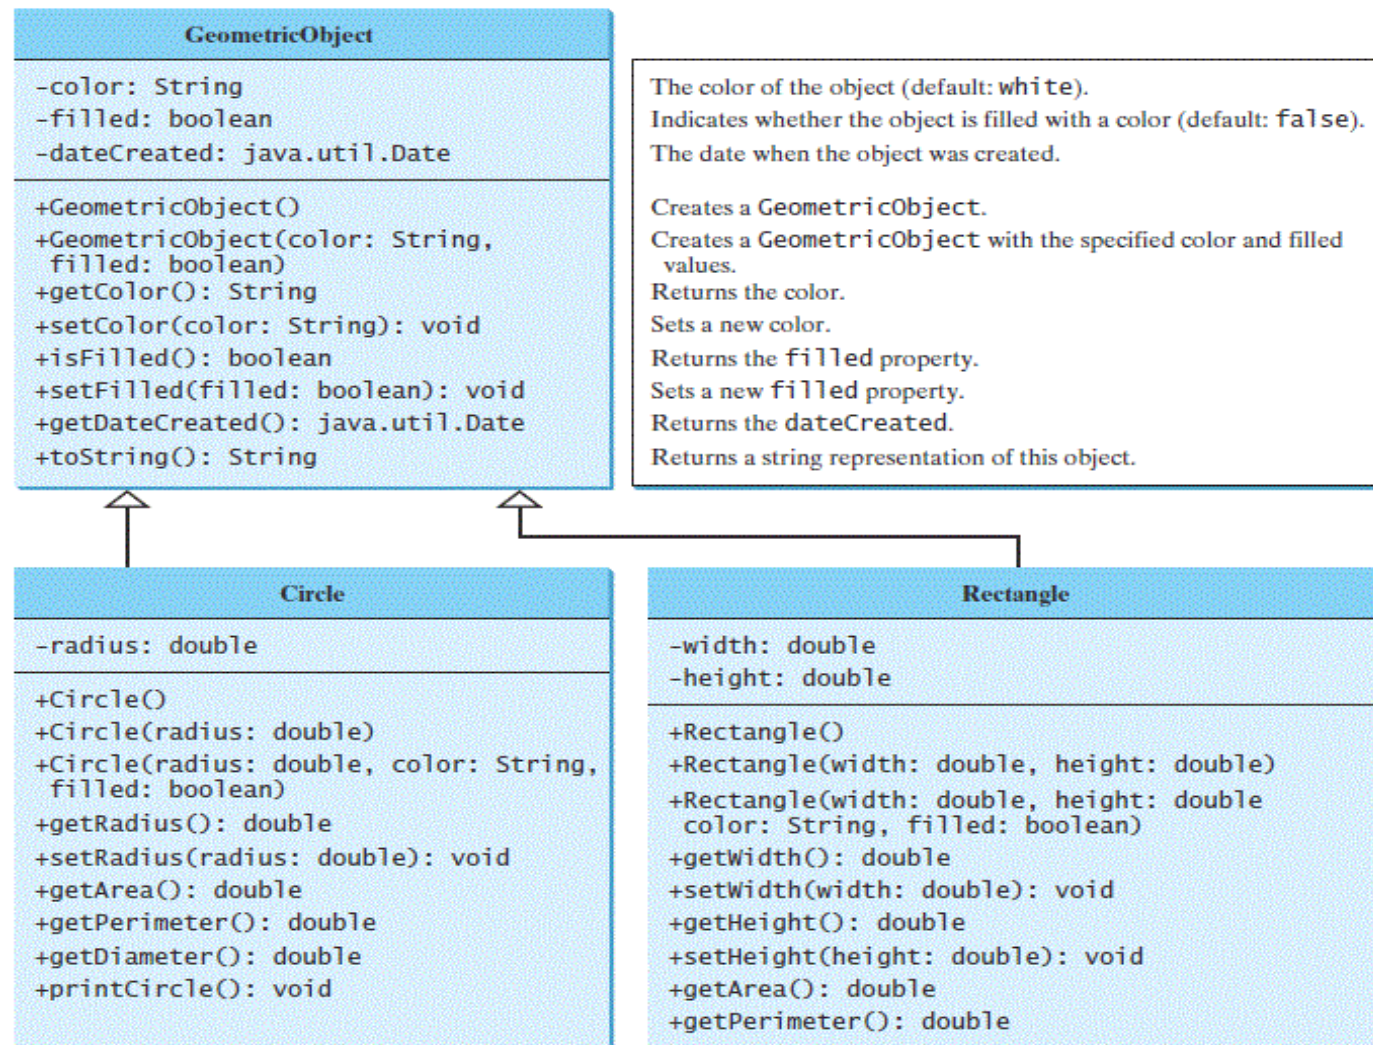 GeometricObject
-color: String
-filled: boolean
-dateCreated: java.util.Date
+GeometricObject()
+GeometricObject(color: String,
filled: boolean)
+getColor(): String
+setColor(color: String): void
+isFilled(): boolean
+setFilled(filled: boolean): void
+getDateCreated(): java.util.Date
+toString(): String
The color of the object (default: white).
Indicates whether the object is filled with a color (default: false).
The date when the object was created.
Creates a GeometricObject.
Creates a GeometricObject with the specified color and filled
values.
Returns the color.
Sets a new color.
Returns the filled property.
Sets a new filled property.
Returns the dateCreated.
Returns a string representation of this object.
Circle
-radius: double
+Circle()
+Circle(radius: double)
+Circle(radius: double, color: String,
filled: boolean)
+getRadius(): double
+setRadius(radius: double): void
+getArea(): double
+getPerimeter(): double
+getDiameter(): double
+printCircle(): void
Rectangle
-width: double
-height: double
+Rectangle()
+Rectangle(width: double, height: double)
+Rectangle(width: double, height: double
color: String, filled: boolean)
+getWidth(): double
+setWidth(width: double): void
+getHeight(): double
+setHeight(height: double): void
+getArea(): double
+getPerimeter(): double